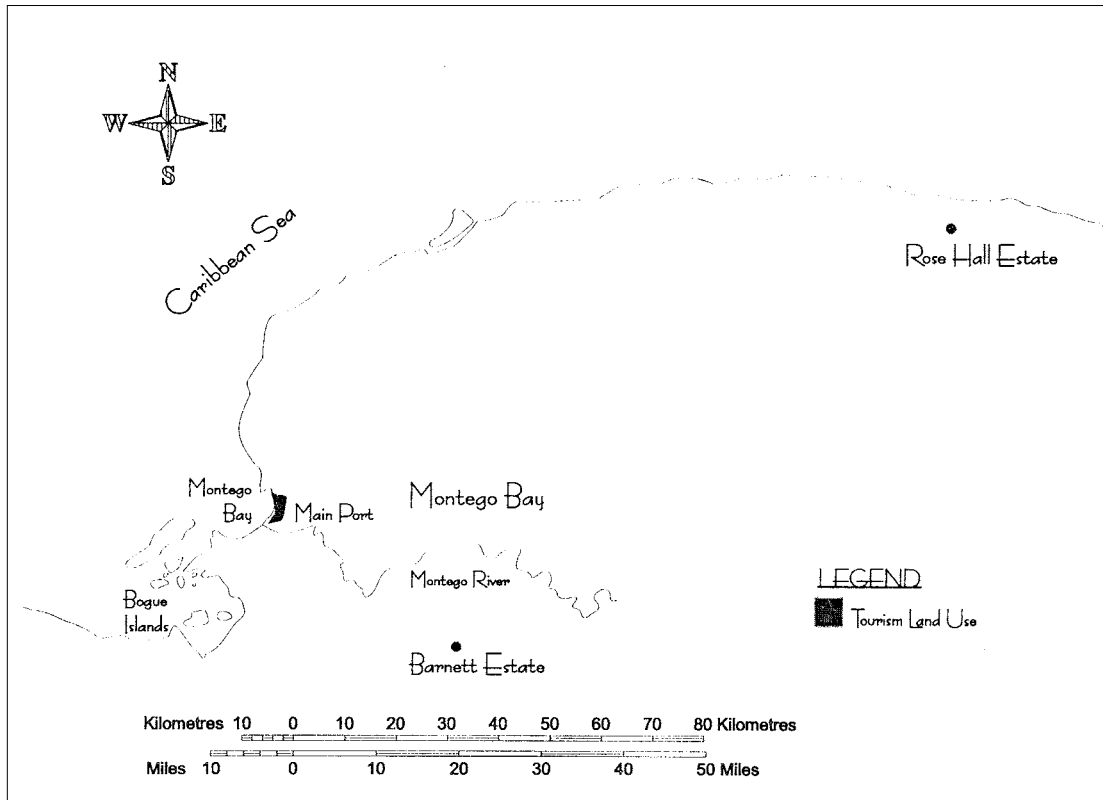 N
W E
S
Caribbean Sea
Rose Hall Estate
Montego
Bay
Main Port
Montego Bay
Montego River
Bogue
Islands
Barnett Estate
LEGEND
Tourism Land Use
Kilometres 10 0 10 20 30 40 50 60 70 80 Kilometres
Miles 10 0 10 20 30 40 50 Miles